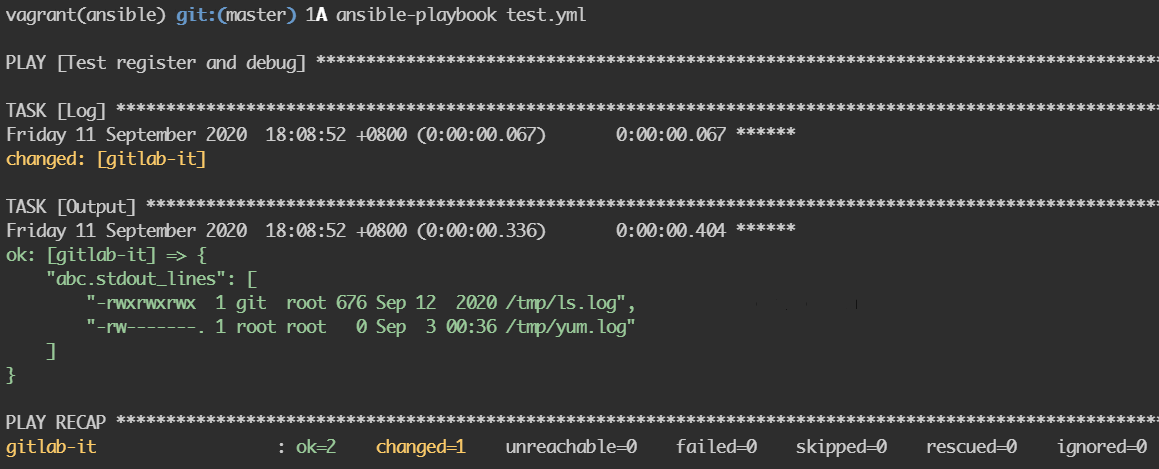 vagrant(ansible) git:(master) 1A ansible-playbook test.yml
PLAY [Test register and debug] ************************************************************************************
TASK [Log] ********************************************************************************************************
Friday 11 September 2020  18:08:52 +0800 (0:00:00.067)       0:00:00.067 ******
changed: [gitlab-it]
TASK [Output] *****************************************************************************************************
Friday 11 September 2020  18:08:52 +0800 (0:00:00.336)       0:00:00.404 ******
ok: [gitlab-it] => {
    "abc.stdout_lines": [
        "-rwxrwxrwx  1 git  root 676 Sep 12  2020 /tmp/ls.log",
        "-rw-------. 1 root root   0 Sep  3 00:36 /tmp/yum.log"
    ]
}
PLAY RECAP ********************************************************************************************************
gitlab-it                  : ok=2    changed=1    unreachable=0    failed=0    skipped=0    rescued=0    ignored=0